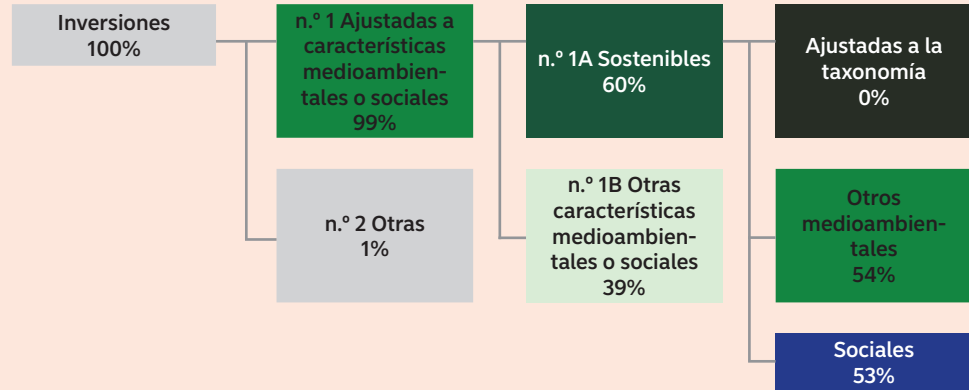 Inversiones
100%
n.º 1 Ajustadas a
características
medioambien-
tales o sociales
99%
n.º 2 Otras
1%
n.º 1A Sostenibles
60%
n.º 1B Otras
características
medioambien-
tales o sociales
39%
Ajustadas a la
taxonomía
0%
Otros
medioambien-
tales
54%
Sociales
53%